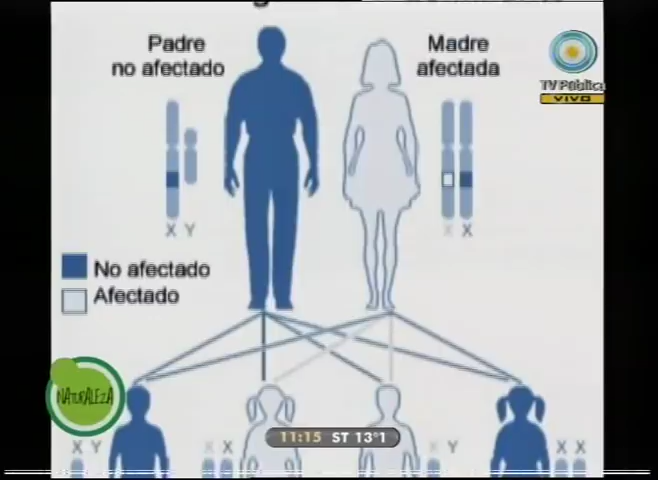 Padre
no afectado
Madre
afectada
TV Pública
VIVO
X Y
X X
No afectado
Afectado
NATURALEZA
11:15 ST 13°1
X Y
X X
X Y
X X